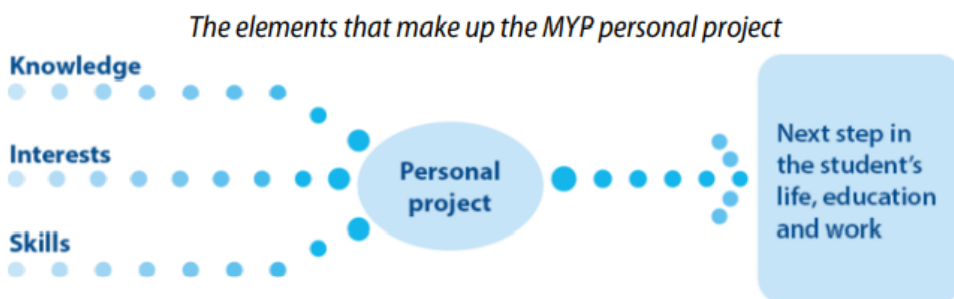 The elements that make up the MYP personal project
Knowledge
Interests
Skills
Personal
project
Next step in
the student's
life, education
and work